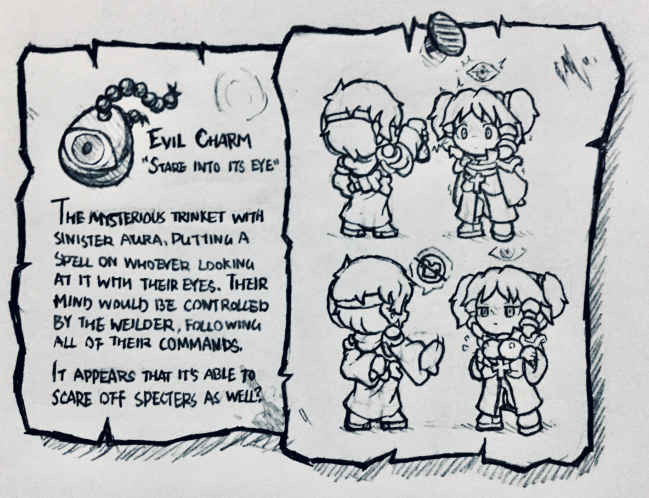 EVIL CHARM
"STARE INTO ITS EYE"
THE MYSTERIOUS TRINKET WITH
SINISTER AURA, PUTTING A
SPELL ON WHOEVER LOOKING
AT IT WITH THEIR EYES. THEIR
MIND WOULD BE CONTROLLED
BY THE WEILDER, FOLLOWING
ALL OF THEIR COMMANDS.
IT APPEARS THAT IT'S ABLE TO
SCARE OFF SPECTERS AS WELL?